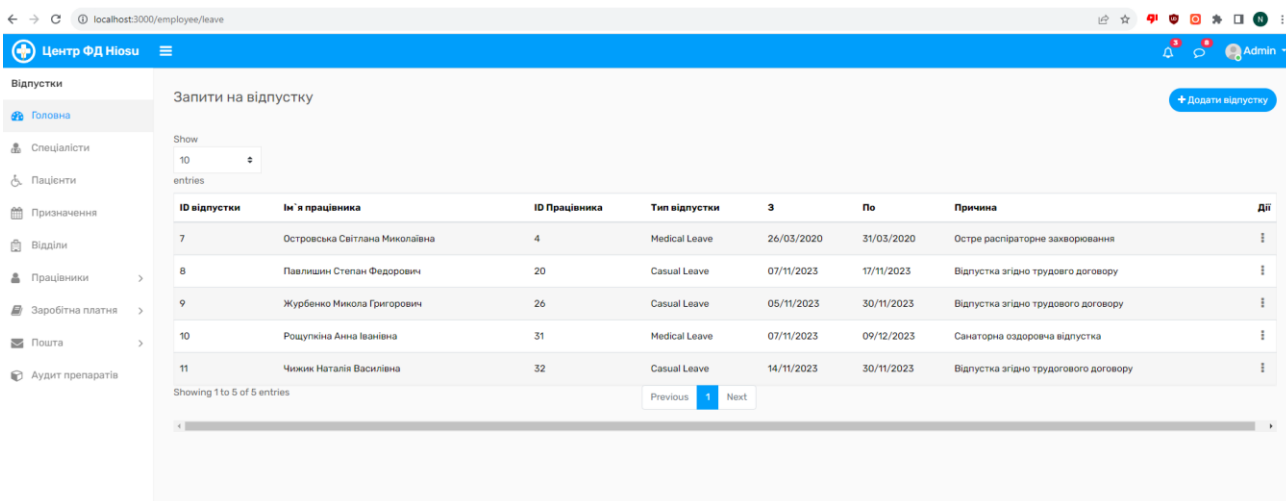 localhost:3000/employee/leave
Центр ФД Hiosu
3
8
Admin
Відпустки
Головна
Спеціалісти
Пацієнти
Призначення
Відділи
Працівники
Заробітна платня
Пошта
Аудит препаратів
Запити на відпустку
+ Додати відпустку
Show
10
entries
ID відпустки Ім`я працівника ID Працівника Тип відпустки З По Причина Дії
7 Островська Світлана Миколаївна 4 Medical Leave 26/03/2020 31/03/2020 Остре распіраторне захворювання
8 Павлишин Степан Федорович 20 Casual Leave 07/11/2023 17/11/2023 Відпустка згідно трудовго договору
9 Журбенко Микола Григорович 26 Casual Leave 05/11/2023 30/11/2023 Відпустка згідно трудового договору
10 Рощупкіна Анна Іванівна 31 Medical Leave 07/11/2023 09/12/2023 Санаторна оздоровча відпустка
11 Чижик Наталія Василівна 32 Casual Leave 14/11/2023 30/11/2023 Відпустка згідно трудогового договору
Showing 1 to 5 of 5 entries
Previous 1 Next